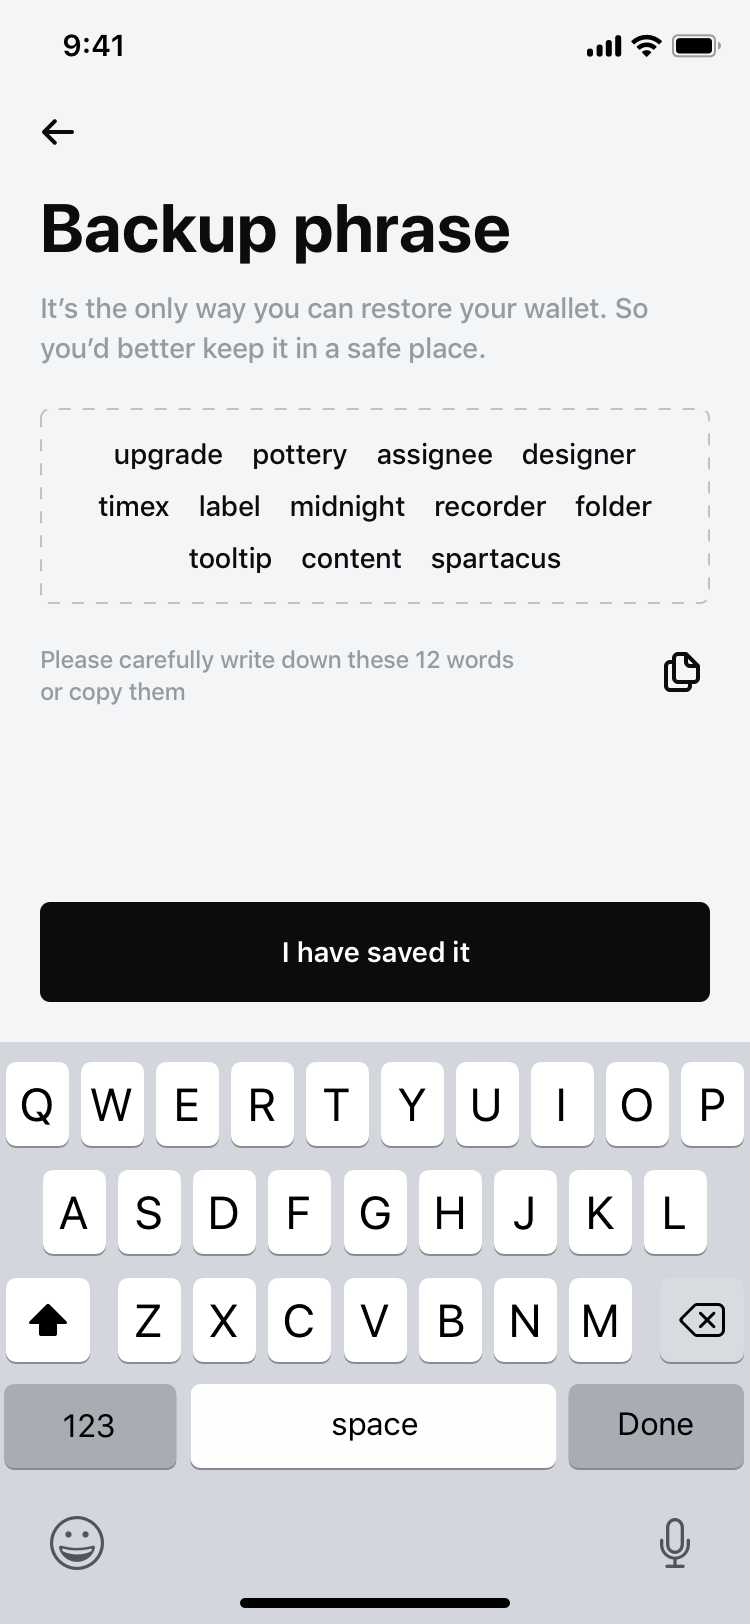 9:41
Backup phrase
It’s the only way you can restore your wallet. So
you’d better keep it in a safe place.
upgrade pottery assignee designer
timex label midnight recorder folder
tooltip content spartacus
Please carefully write down these 12 words
or copy them
I have saved it
Q W E R T Y U I O P
A S D F G H J K L
Z X C V B N M
123 space Done